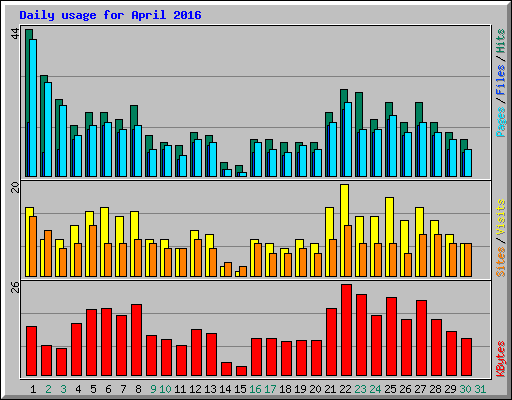 Daily usage for April 2016
44
20
26
Pages / Files / Hits
Sites / Visits
KBytes
1 2 3 4 5 6 7 8 9 10 11 12 13 14 15 16 17 18 19 20 21 22 23 24 25 26 27 28 29 30 31